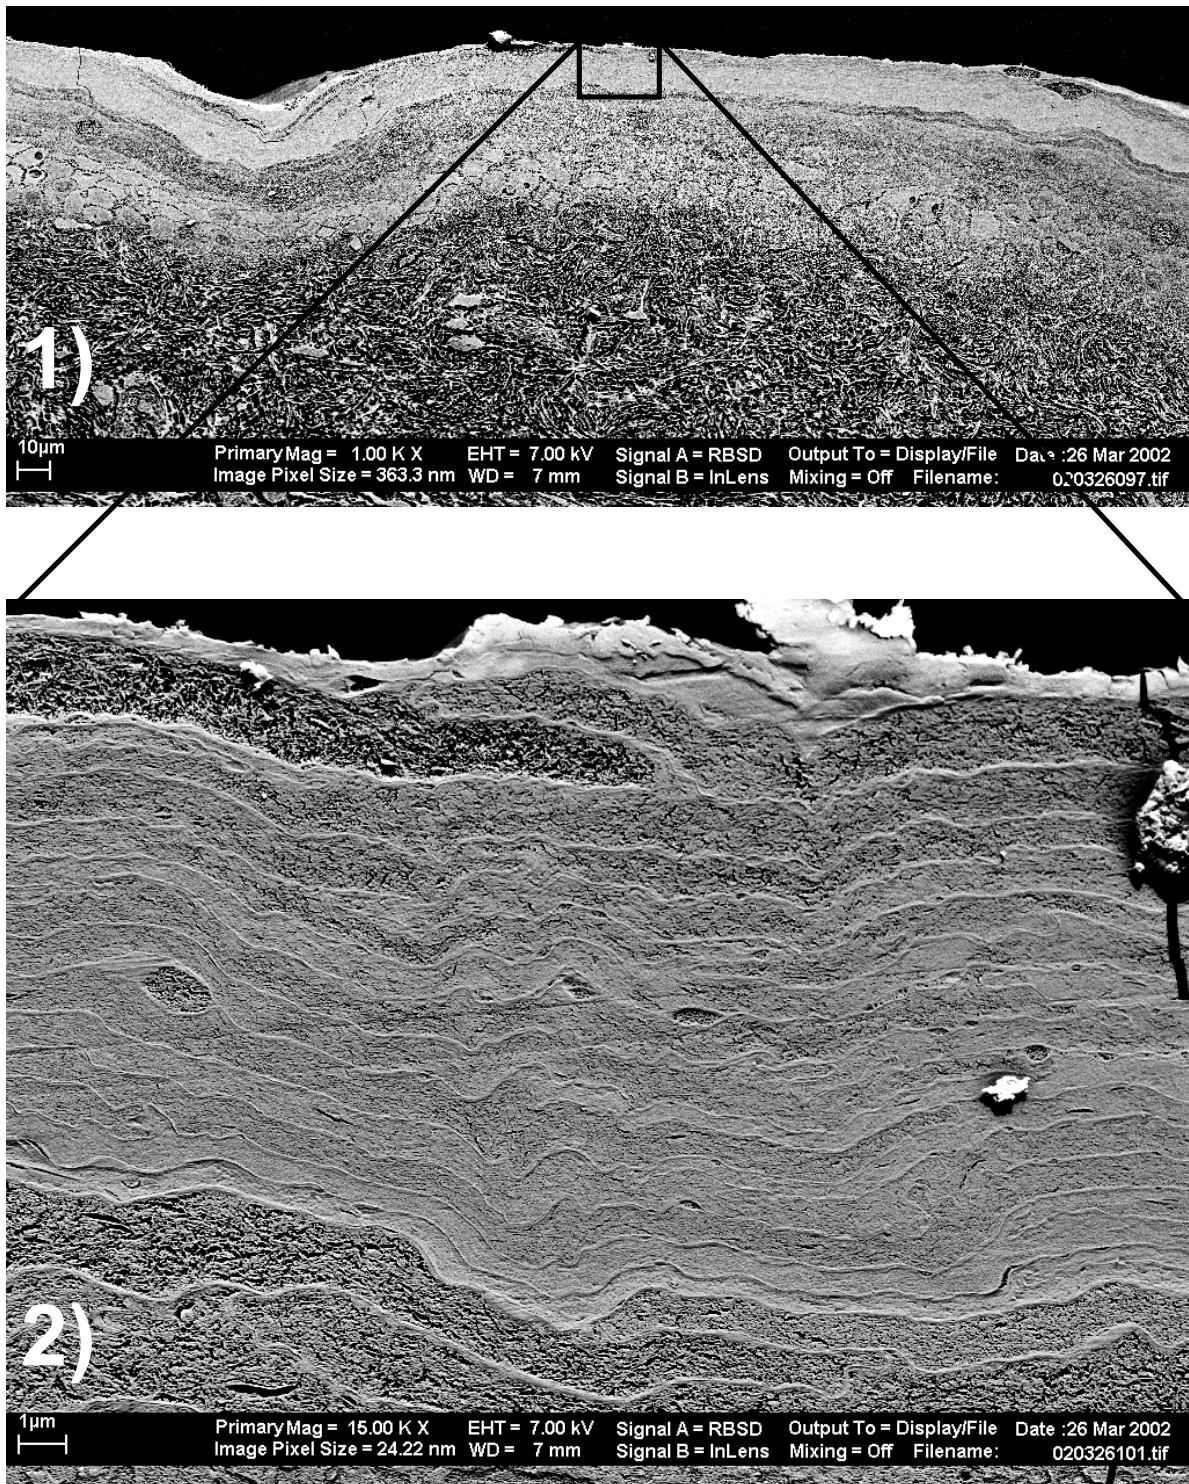 1)
10µm
Primary Mag = 1.00 K X EHT = 7.00 kV Signal A = RBSD Output To = Display/File Date :26 Mar 2002
Image Pixel Size = 363.3 nm WD = 7 mm Signal B = InLens Mixing = Off Filename: 020326097.tif
2)
1µm
Primary Mag = 15.00 K X EHT = 7.00 kV Signal A = RBSD Output To = Display/File Date :26 Mar 2002
Image Pixel Size = 24.22 nm WD = 7 mm Signal B = InLens Mixing = Off Filename: 020326101.tif